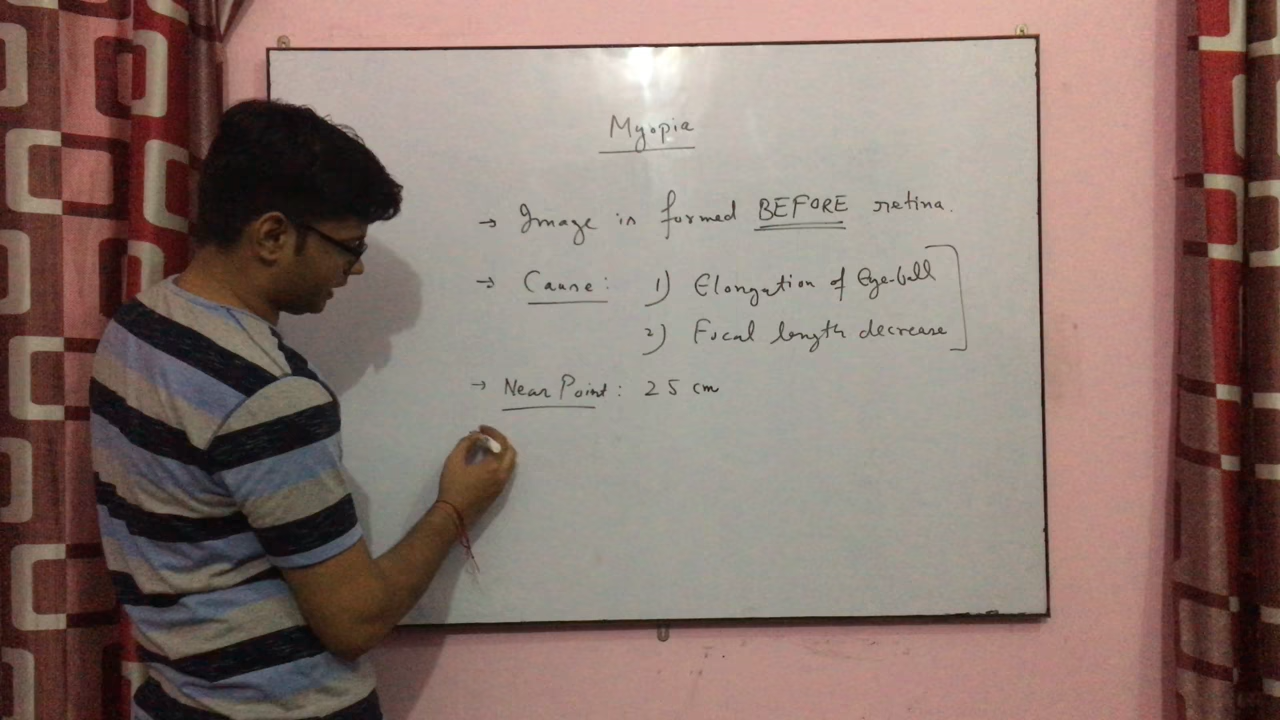 Myopia
→ Image is formed BEFORE retina.
→ Cause: 1) Elongation of Eye-ball
2) Focal length decrease
→ Near Point: 25 cm